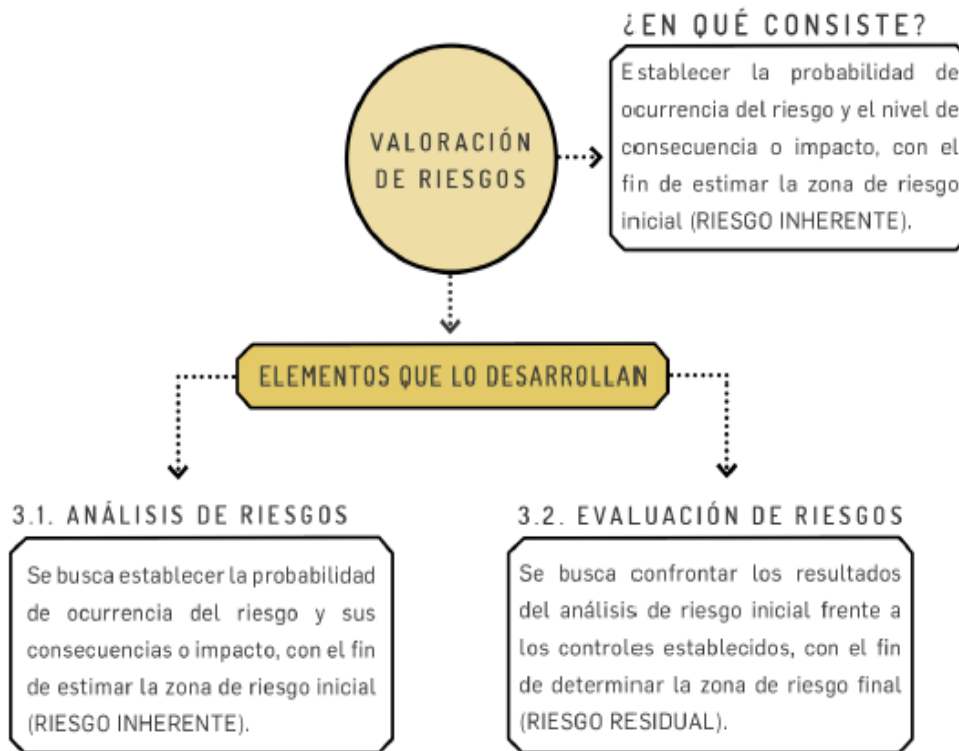 ¿EN QUÉ CONSISTE?
Establecer la probabilidad de
ocurrencia del riesgo y el nivel de
consecuencia o impacto, con el
fin de estimar la zona de riesgo
inicial (RIESGO INHERENTE).
VALORACIÓN
DE RIESGOS
ELEMENTOS QUE LO DESARROLLAN
3.1. ANÁLISIS DE RIESGOS
Se busca establecer la probabilidad
de ocurrencia del riesgo y sus
consecuencias o impacto, con el fin
de estimar la zona de riesgo inicial
(RIESGO INHERENTE).
3.2. EVALUACIÓN DE RIESGOS
Se busca confrontar los resultados
del análisis de riesgo inicial frente a
los controles establecidos, con el fin
de determinar la zona de riesgo final
(RIESGO RESIDUAL).